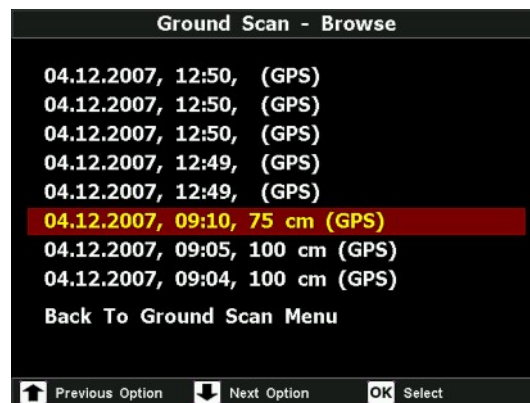 Ground Scan - Browse
04.12.2007, 12:50, (GPS)
04.12.2007, 12:50, (GPS)
04.12.2007, 12:50, (GPS)
04.12.2007, 12:49, (GPS)
04.12.2007, 12:49, (GPS)
04.12.2007, 09:10, 75 cm (GPS)
04.12.2007, 09:05, 100 cm (GPS)
04.12.2007, 09:04, 100 cm (GPS)
Back To Ground Scan Menu
Previous Option Next Option OK Select